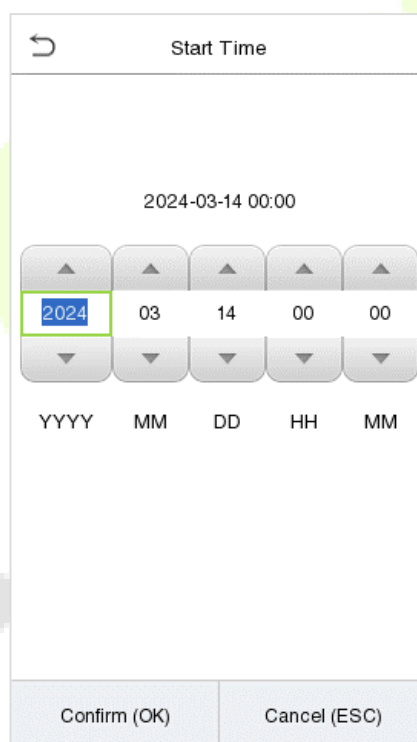 Start Time
2024-03-14 00:00
2024 03 14 00 00
YYYY MM DD HH MM
Confirm (OK) Cancel (ESC)